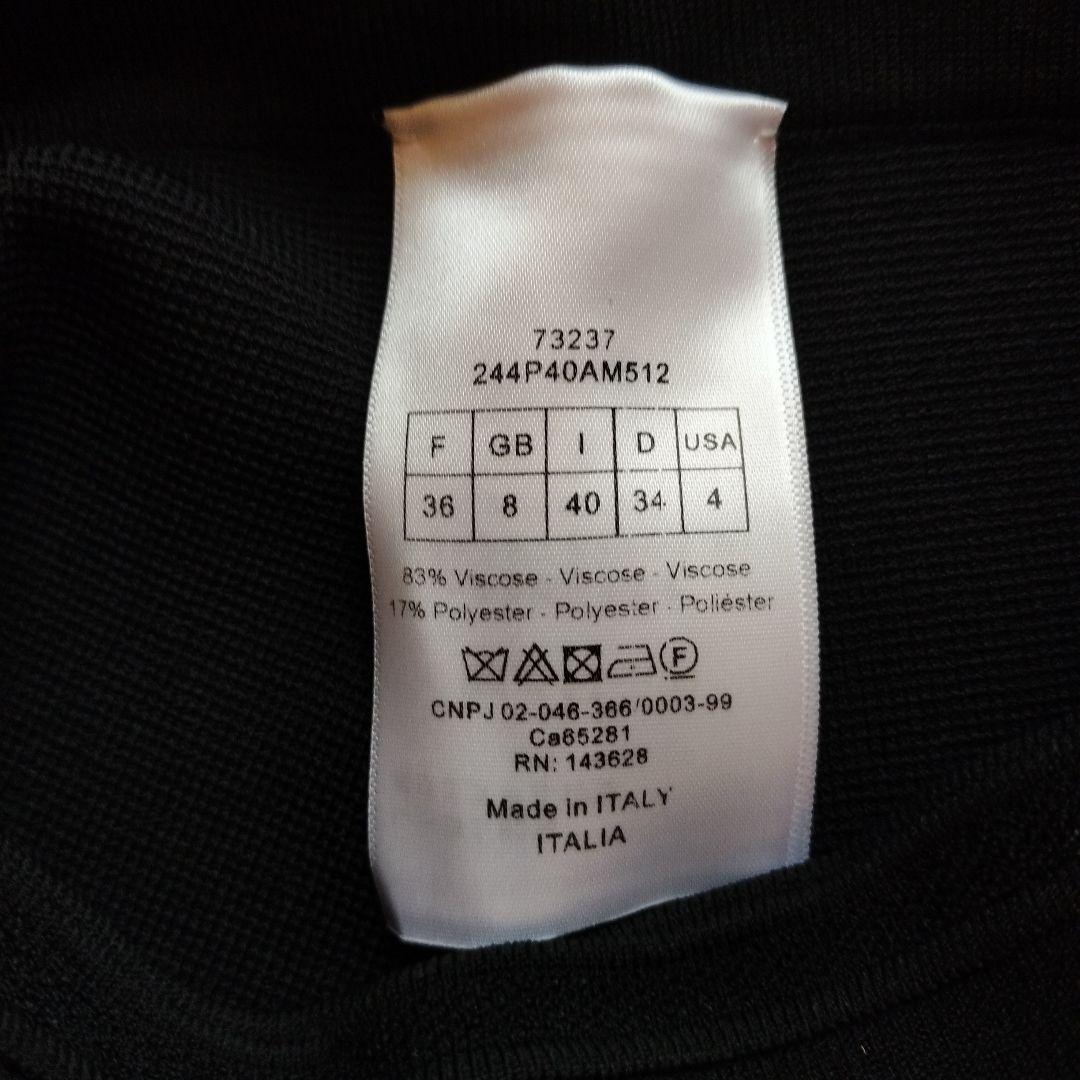 73237
244P40AM512
F GB I D USA
36 8 40 34 4
83% Viscose - Viscose - Viscose
17% Polyester - Polyester - Poliéster
F
CNPJ 02-046-366/0003-99
Ca65281
RN: 143628
Made in ITALY
ITALIA